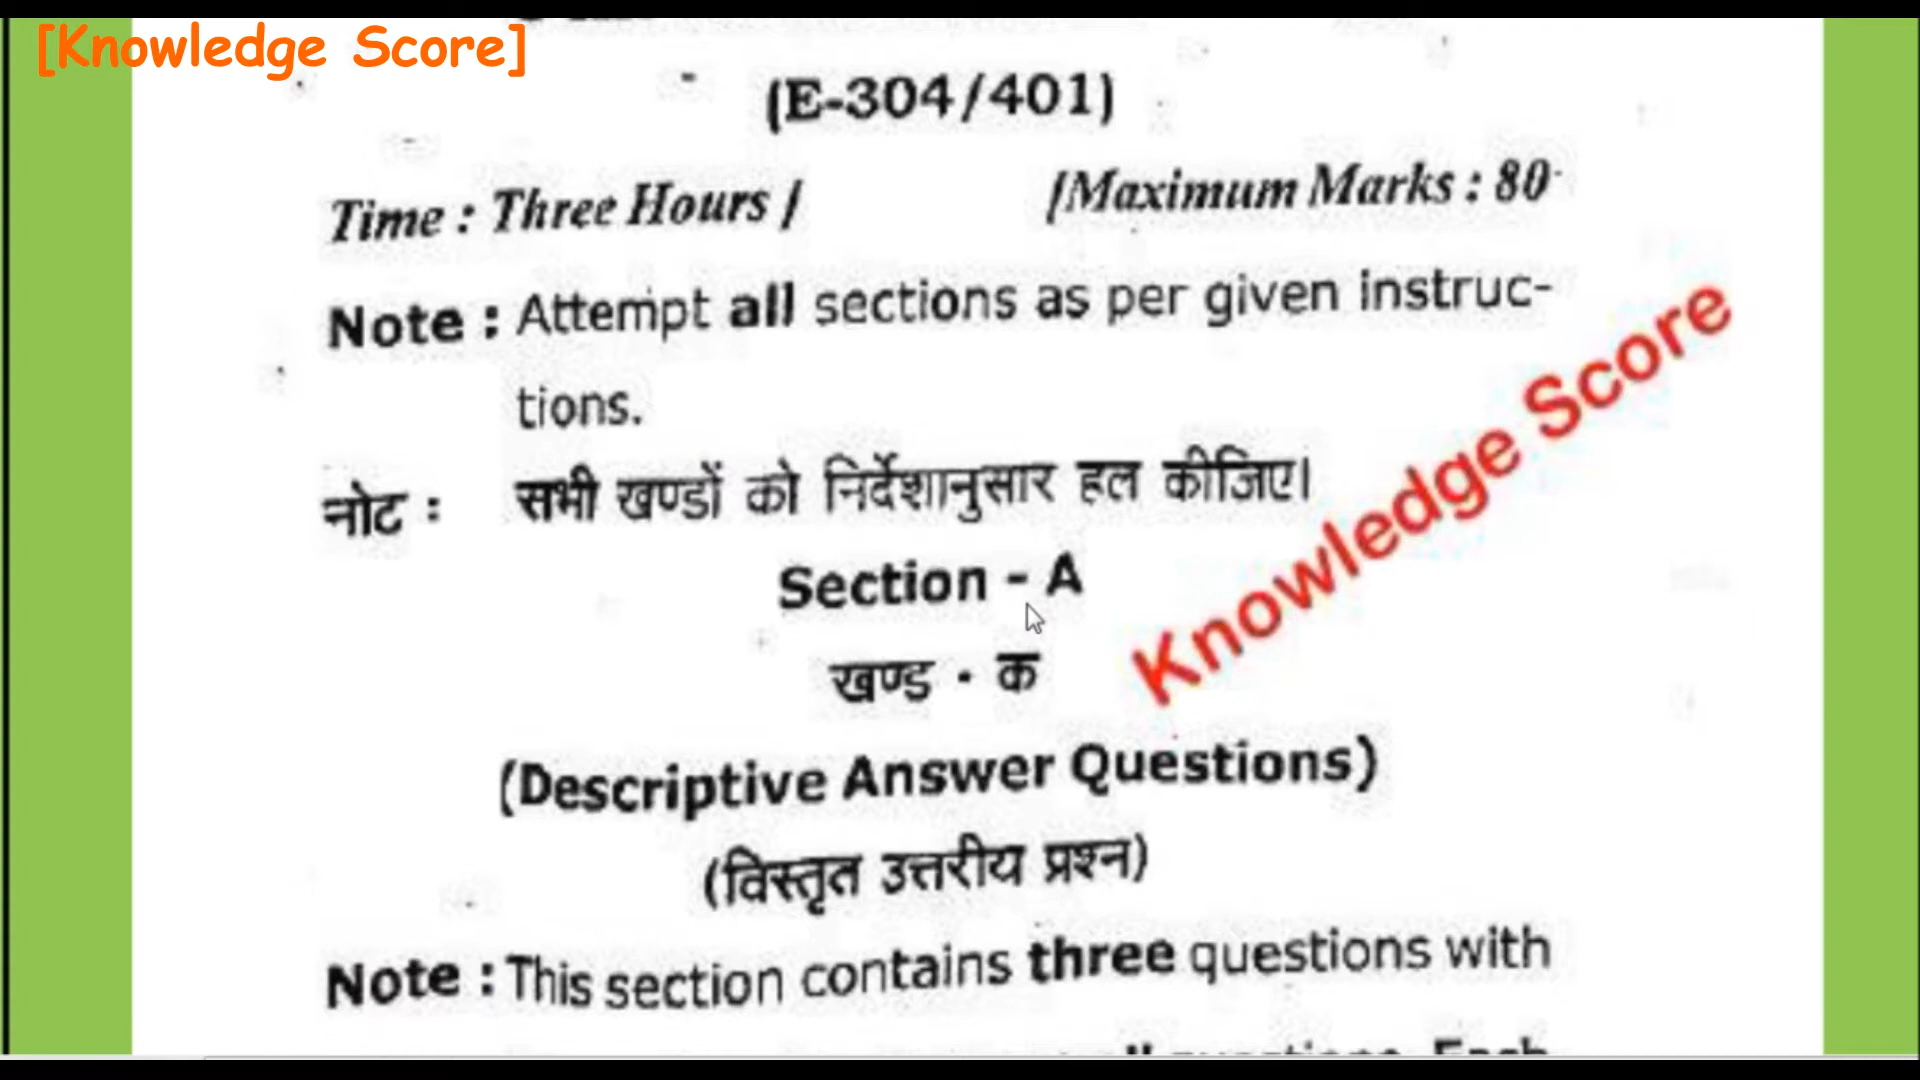 [Knowledge Score]
(E-304/401)
Time : Three Hours ]
[Maximum Marks : 80
Note : Attempt all sections as per given instruc-
tions.
नोट : सभी खण्डों को निर्देशानुसार हल कीजिए।
Section - A
खण्ड - क
Knowledge Score
(Descriptive Answer Questions)
(विस्तृत उत्तरीय प्रश्न)
Note : This section contains three questions with
questions. Each